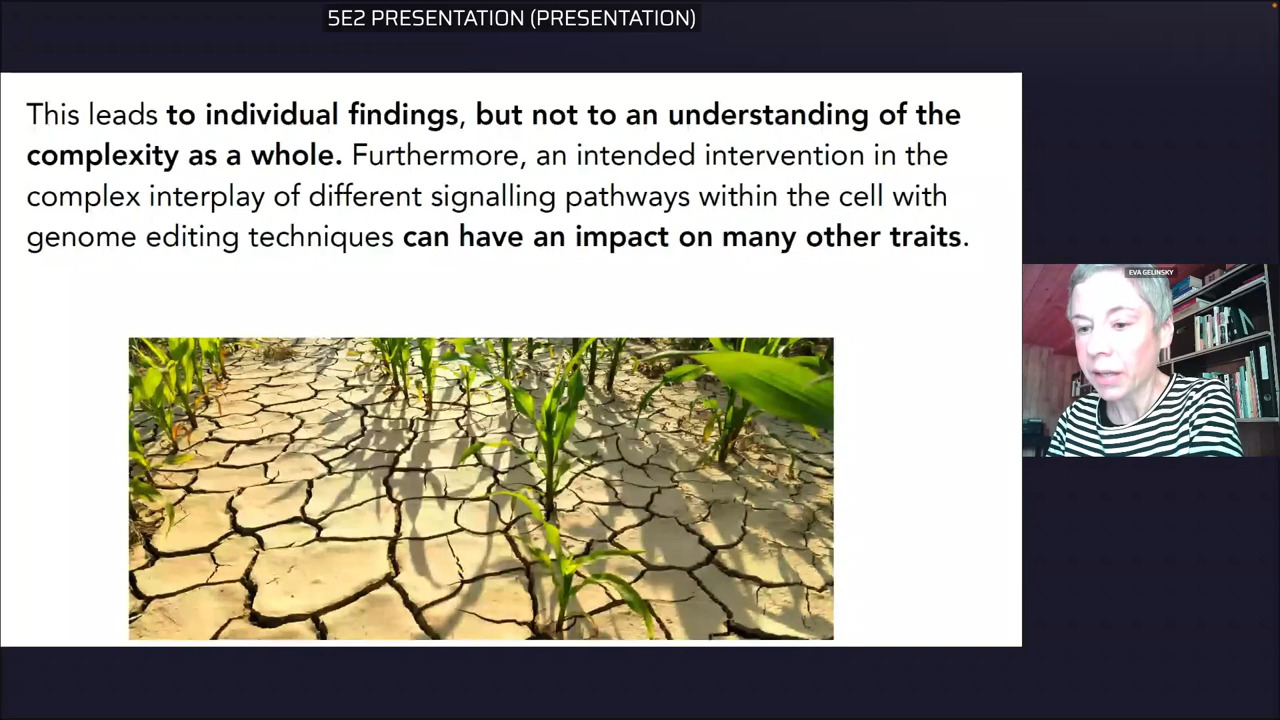 5E2 PRESENTATION (PRESENTATION)
This leads to individual findings, but not to an understanding of the
complexity as a whole. Furthermore, an intended intervention in the
complex interplay of different signalling pathways within the cell with
genome editing techniques can have an impact on many other traits.
EVA GELINSKY